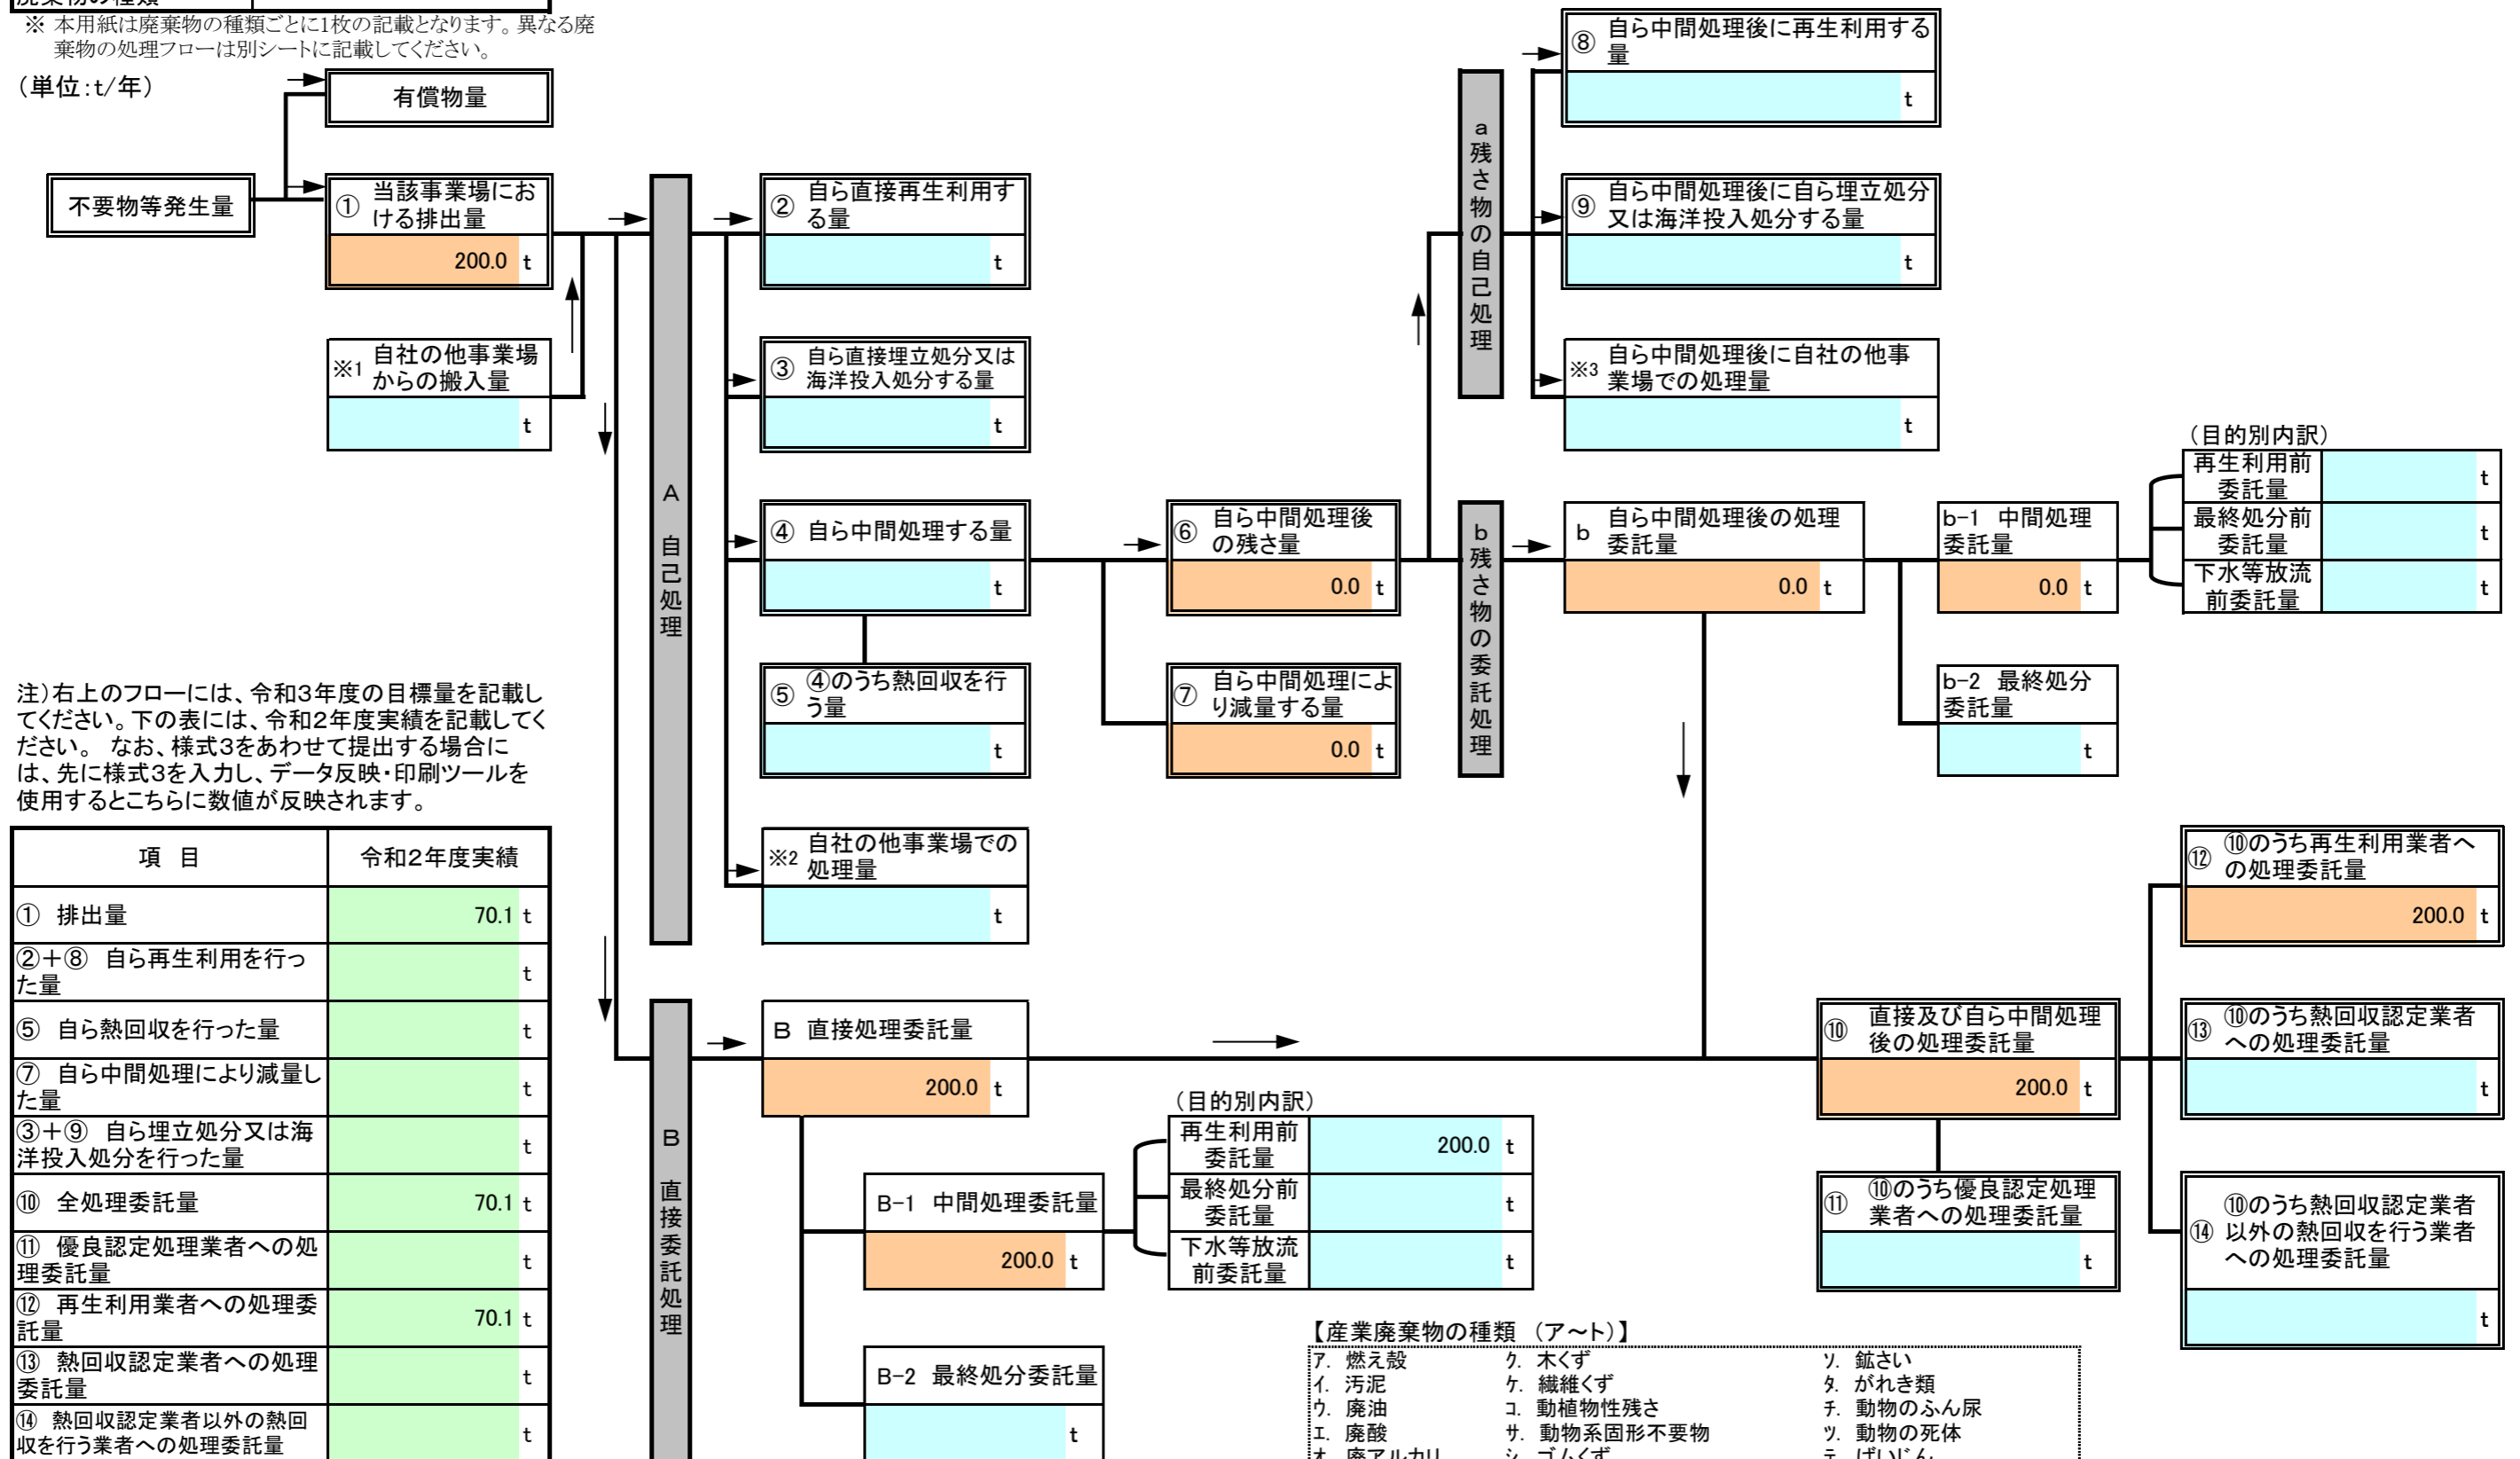 廃棄物の種類
※ 本用紙は廃棄物の種類ごとに1枚の記載となります。異なる廃
棄物の処理フローは別シートに記載してください。
（単位：t/年）
有償物量
不要物等発生量
① 当該事業場にお
ける排出量
200.0 t
※1 自社の他事業場
からの搬入量
t
A 自己処理
② 自ら直接再生利用す
る量
t
③ 自ら直接埋立処分又は
海洋投入処分する量
t
④ 自ら中間処理する量
t
⑤ ④のうち熱回収を行
う量
t
※2 自社の他事業場での
処理量
t
⑥ 自ら中間処理後
の残さ量
0.0 t
⑦ 自ら中間処理によ
り減量する量
0.0 t
a 残さ物の自己処理
⑧ 自ら中間処理後に再生利用する
量
t
⑨ 自ら中間処理後に自ら埋立処分
又は海洋投入処分する量
t
※3 自ら中間処理後に自社の他事
業場での処理量
t
b 残さ物の委託処理
b 自ら中間処理後の処理
委託量
0.0 t
b-1 中間処理
委託量
0.0 t
（目的別内訳）
再生利用前
委託量 t
最終処分前
委託量 t
下水等放流
前委託量 t
b-2 最終処分
委託量
t
注）右上のフローには、令和３年度の目標量を記載し
てください。下の表には、令和２年度実績を記載してく
ださい。 なお、様式３をあわせて提出する場合に
は、先に様式３を入力し、データ反映・印刷ツールを
使用するとこちらに数値が反映されます。
項 目 令和２年度実績
① 排出量 70.1 t
②＋⑧ 自ら再生利用を行っ
た量 t
⑤ 自ら熱回収を行った量 t
⑦ 自ら中間処理により減量し
た量 t
③＋⑨ 自ら埋立処分又は海
洋投入処分を行った量 t
⑩ 全処理委託量 70.1 t
⑪ 優良認定処理業者への処
理委託量 t
⑫ 再生利用業者への処理委
託量 70.1 t
⑬ 熱回収認定業者への処理
委託量 t
⑭ 熱回収認定業者以外の熱回
収を行う業者への処理委託量 t
B 直接委託処理
B 直接処理委託量
200.0 t
B-1 中間処理委託量
200.0 t
（目的別内訳）
再生利用前
委託量 200.0 t
最終処分前
委託量 t
下水等放流
前委託量 t
B-2 最終処分委託量
t
⑩ 直接及び自ら中間処理
後の処理委託量
200.0 t
⑪ ⑩のうち優良認定処理
業者への処理委託量
t
⑫ ⑩のうち再生利用業者へ
の処理委託量
200.0 t
⑬ ⑩のうち熱回収認定業者
への処理委託量
t
⑭ ⑩のうち熱回収認定業者
以外の熱回収を行う業者
への処理委託量
t
【産業廃棄物の種類 （ア～ト）】
ｱ. 燃え殻 ｸ. 木くず ｿ. 鉱さい
ｲ. 汚泥 ｹ. 繊維くず ﾀ. がれき類
ｳ. 廃油 ｺ. 動植物性残さ ﾁ. 動物のふん尿
ｴ. 廃酸 ｻ. 動物系固形不要物 ﾂ. 動物の死体
ｵ. 廃アルカリ ｼ. ゴムくず ﾃ. ばいじん